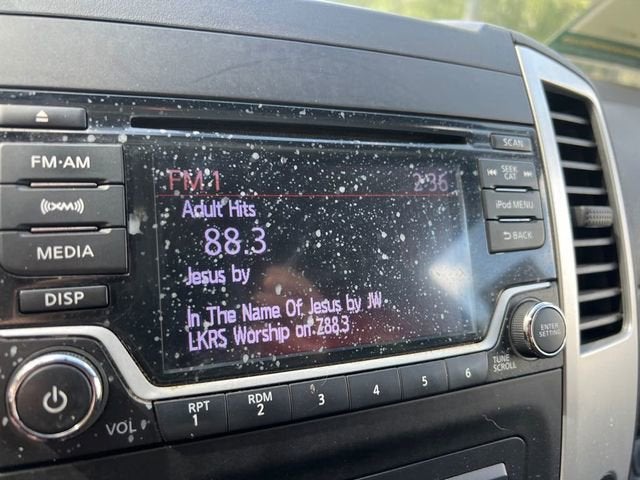 SCAN
FM·AM
FM 1
2:36
SEEK
CAT
XM
Adult Hits
iPod MENU
88.3
BACK
MEDIA
Jesus by
DISP
In The Name Of Jesus by JW
LKRS Worship on Z88.3
ENTER
SETTING
TUNE
SCROLL
VOL
RPT
1
RDM
2
3
4
5
6